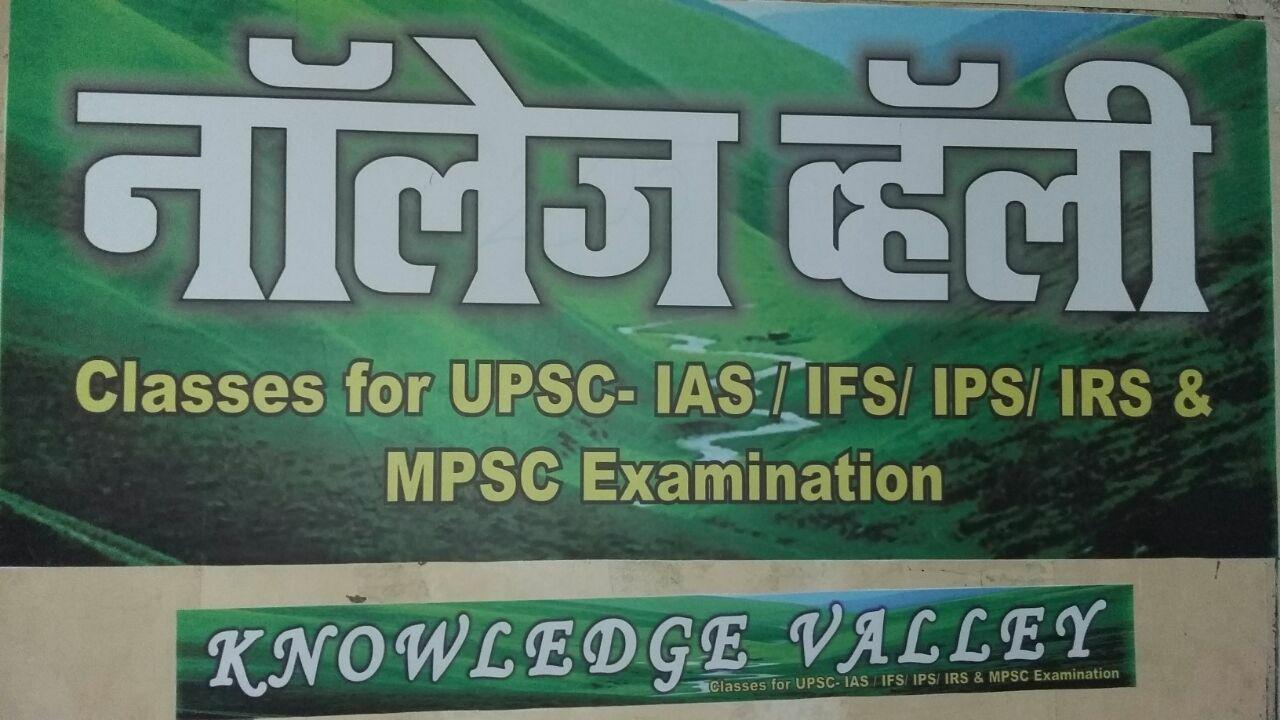 नॉलेज व्हॅली
Classes for UPSC- IAS / IFS/ IPS/ IRS &
MPSC Examination
KNOWLEDGE VALLEY
Classes for UPSC- IAS / IFS/ IPS/ IRS & MPSC Examination